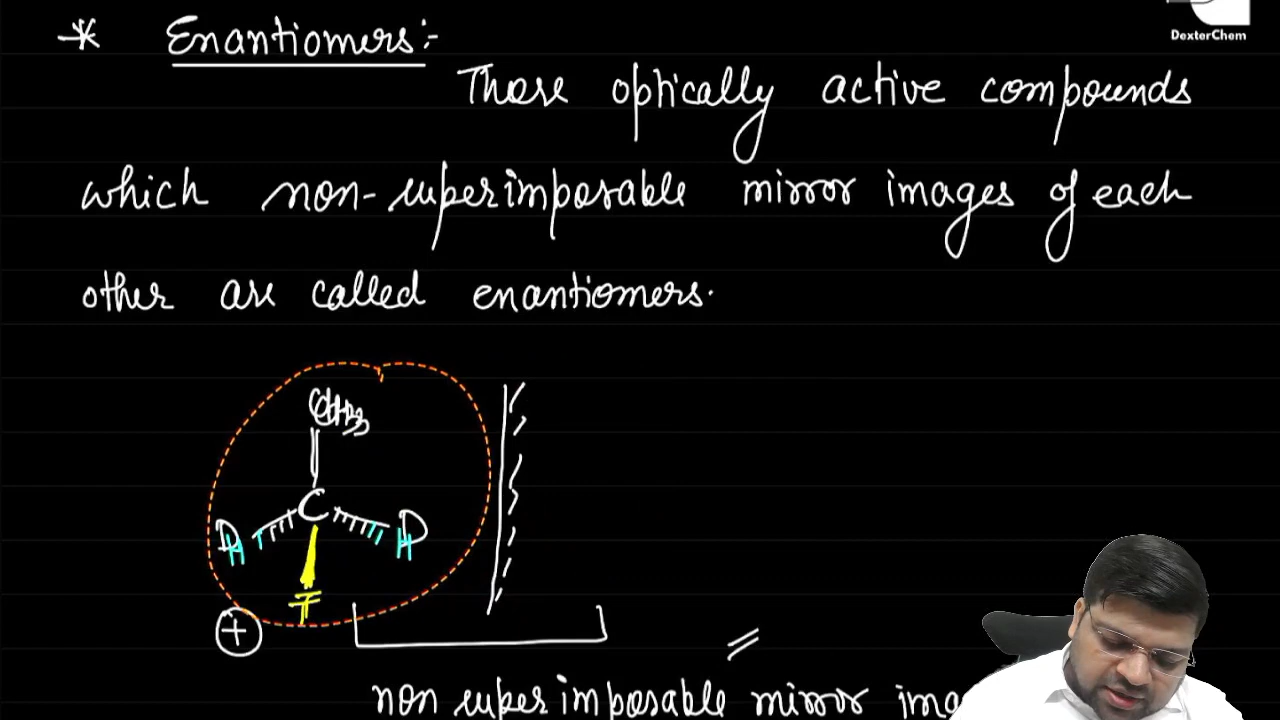 DexterChem
* Enantiomers:-
Those optically active compounds
which non-superimposable mirror images of each
other are called enantiomers.
CH3
C
D
H
D
H
T
+
non superimposable mirror